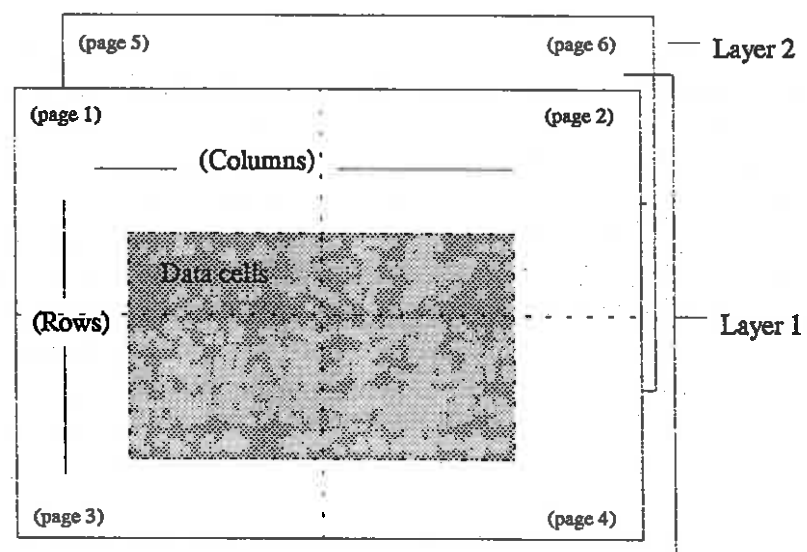 (page 5) (page 6) Layer 2
(page 1) (page 2)
(Columns)
Data cells
(Rows) Layer 1
(page 3) (page 4)